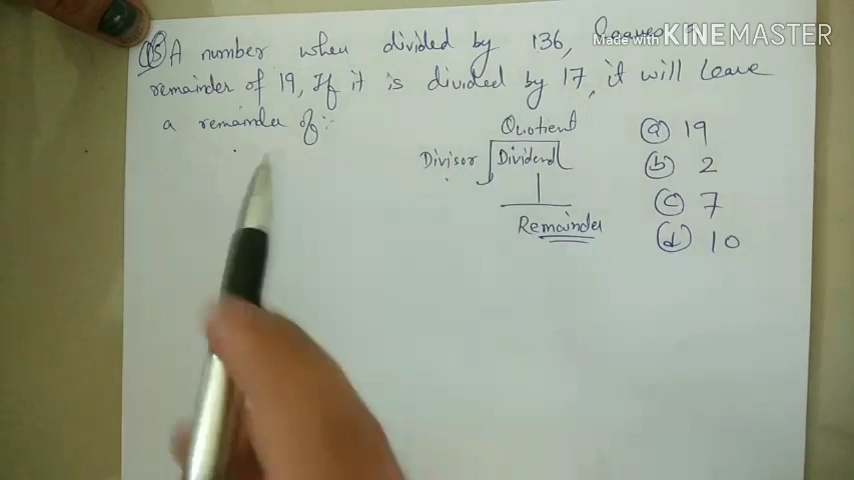 Q5 A number when divided by 136, leaves a
Made with KINEMASTER
remainder of 19, If it is divided by 17, it will leave
a remainder of :-
Quotient
Divisor Dividend
Remainder
(a) 19
(b) 2
(c) 7
(d) 10